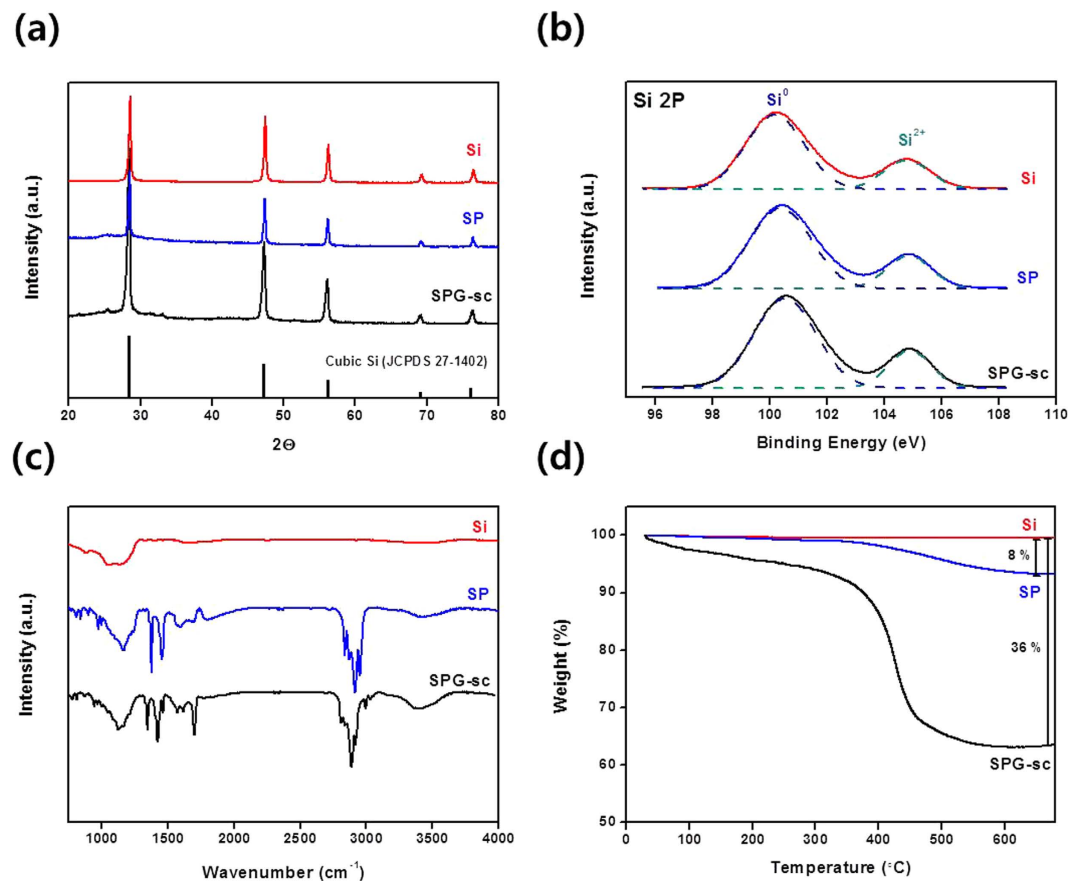 (a)
Intensity (a.u.)
Si
SP
SPG-sc
Cubic Si (JCPDS 27-1402)
20 30 40 50 60 70 80
2Θ
(b)
Intensity (a.u.)
Si 2P
Si⁰
Si²⁺
Si
SP
SPG-sc
96 98 100 102 104 106 108 110
Binding Energy (eV)
(c)
Intensity (a.u.)
Si
SP
SPG-sc
1000 1500 2000 2500 3000 3500 4000
Wavenumber (cm⁻¹)
(d)
Weight (%)
100
90
80
70
60
50
Si
8 %
SP
36 %
SPG-sc
0 100 200 300 400 500 600
Temperature (°C)